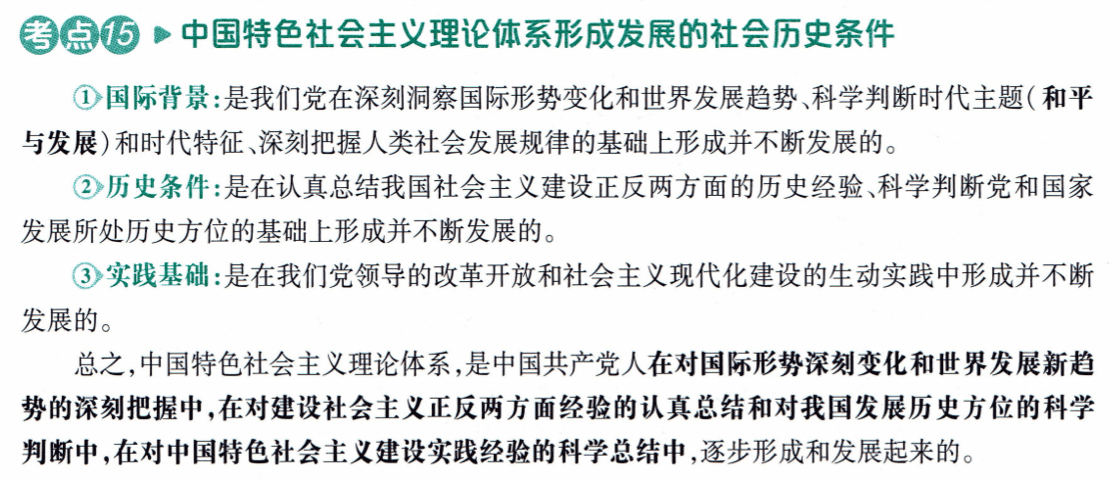 考点15 ▶ 中国特色社会主义理论体系形成发展的社会历史条件
①国际背景：是我们党在深刻洞察国际形势变化和世界发展趋势、科学判断时代主题（和平
与发展）和时代特征、深刻把握人类社会发展规律的基础上形成并不断发展的。
②历史条件：是在认真总结我国社会主义建设正反两方面的历史经验、科学判断党和国家
发展所处历史方位的基础上形成并不断发展的。
③实践基础：是在我们党领导的改革开放和社会主义现代化建设的生动实践中形成并不断
发展的。
总之，中国特色社会主义理论体系，是中国共产党人在对国际形势深刻变化和世界发展新趋
势的深刻把握中，在对建设社会主义正反两方面经验的认真总结和对我国发展历史方位的科学
判断中，在对中国特色社会主义建设实践经验的科学总结中，逐步形成和发展起来的。